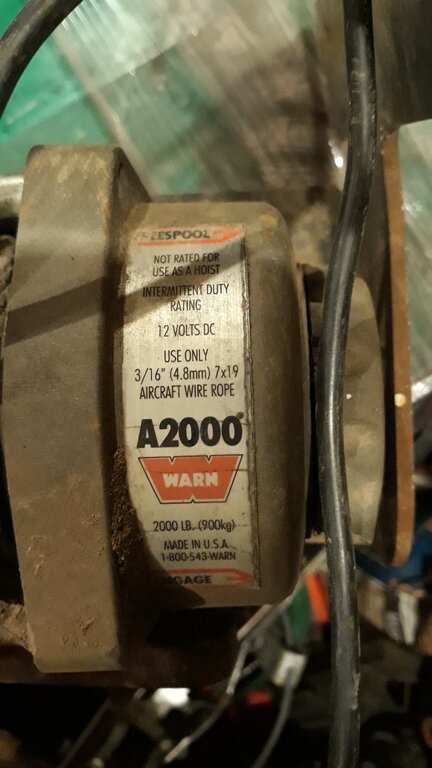 EESPOOL
NOT RATED FOR
USE AS A HOIST
INTERMITTENT DUTY
RATING
12 VOLTS DC
USE ONLY
3/16" (4.8mm) 7x19
AIRCRAFT WIRE ROPE
A2000
WARN
2000 LB. (900kg)
MADE IN U.S.A.
1-800-543-WARN
NGAGE